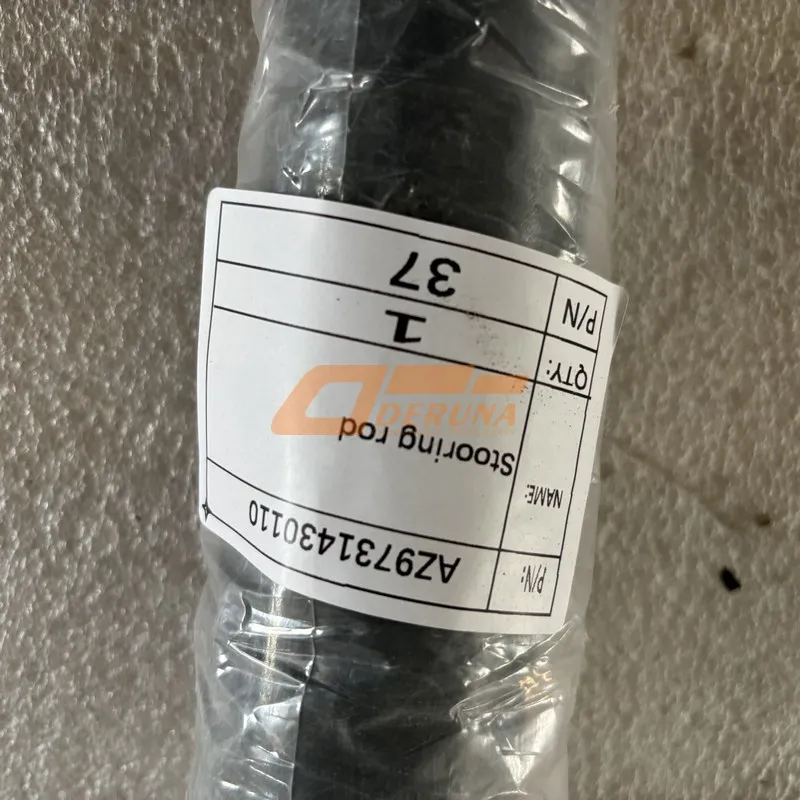 P/N: AZ9731430110
NAME: Stooring rod
QTY: 1
P/N 37
DERUNA